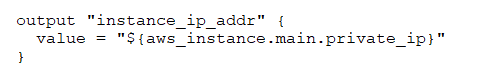 output "instance_ip_addr" {
  value = "${aws_instance.main.private_ip}"
}